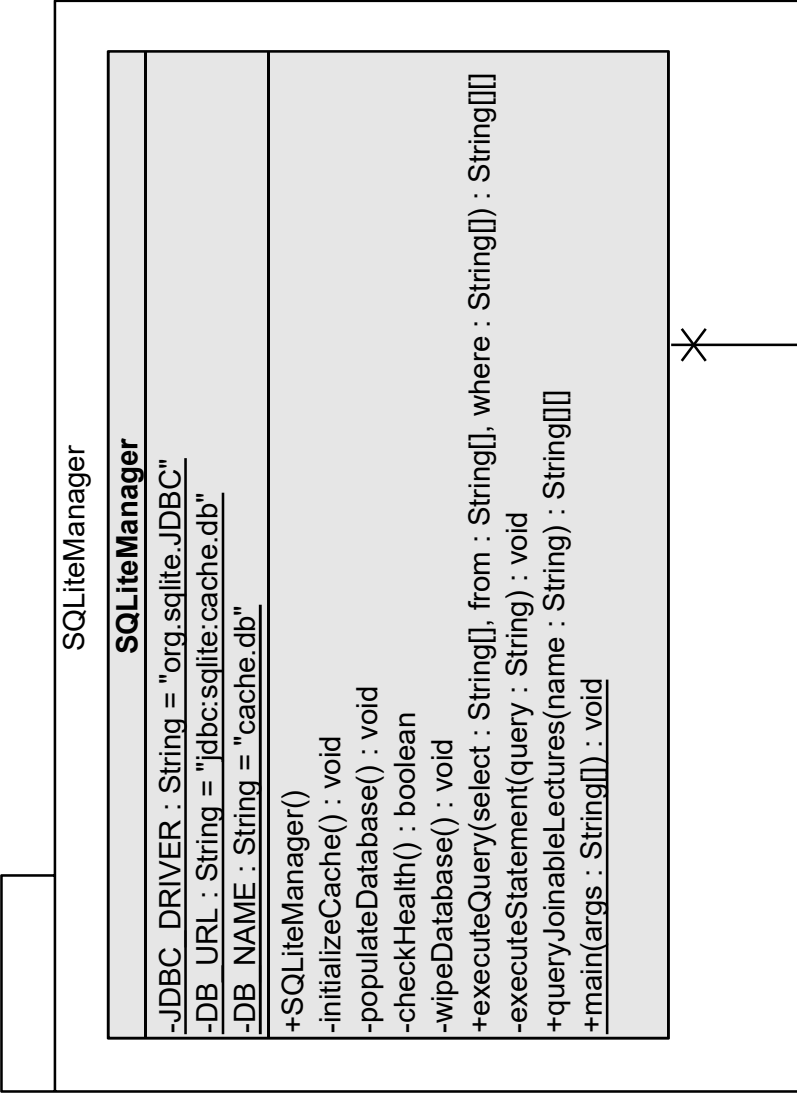 SQLiteManager
SQLiteManager
-JDBC_DRIVER : String = "org.sqlite.JDBC"
-DB_URL : String = "jdbc:sqlite:cache.db"
-DB_NAME : String = "cache.db"
+SQLiteManager()
-initializeCache() : void
-populateDatabase() : void
-checkHealth() : boolean
-wipeDatabase() : void
+executeQuery(select : String[], from : String[], where : String[]) : String[][]
-executeStatement(query : String) : void
+queryJoinableLectures(name : String) : String[][]
+main(args : String[]) : void